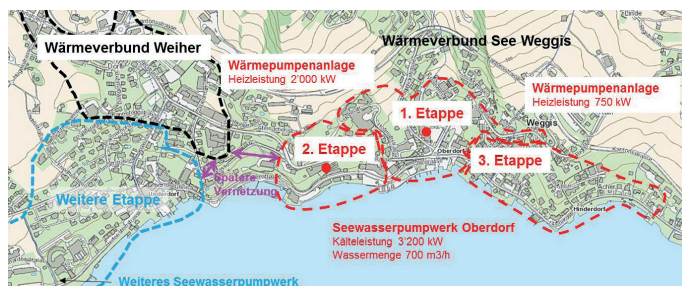 Wärmeverbund Weiher
Wärmeverbund See Weggis
Wärmepumpenanlage
Heizleistung 2'000 kW
Wärmepumpenanlage
Heizleistung 750 kW
1. Etappe
Weggis
2. Etappe
Oberdorf
3. Etappe
Spätere
Vernetzung
Weitere Etappe
Hinderdorf
Seewasserpumpwerk Oberdorf
Kälteleistung 3'200 kW
Wassermenge 700 m3/h
Weiteres Seewasserpumpwerk